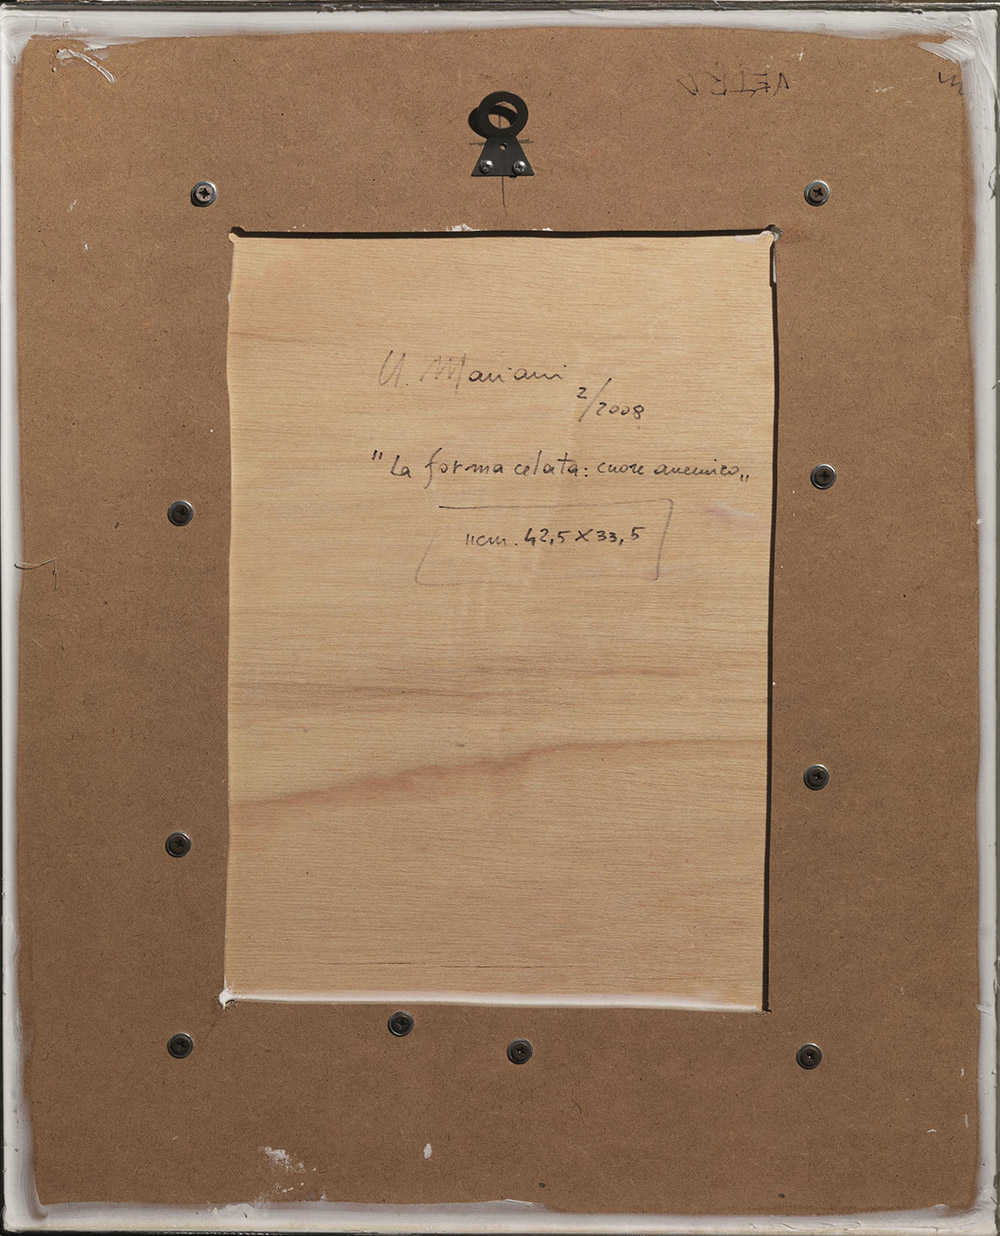 U. Mariani
2/2008
"La forma celata: cuore anemico„
"cm. 42,5 X 33,5